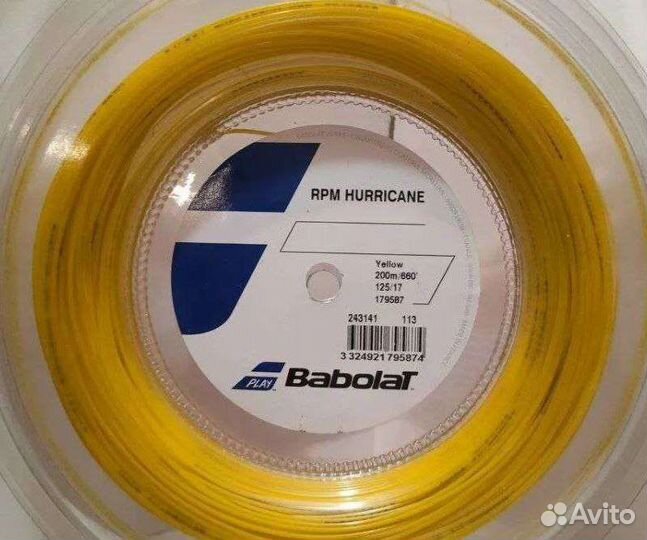 RPM HURRICANE
Yellow
200m/660'
125/17
179587
243141 113
3 324921 795874
PLAY Babolat
Avito